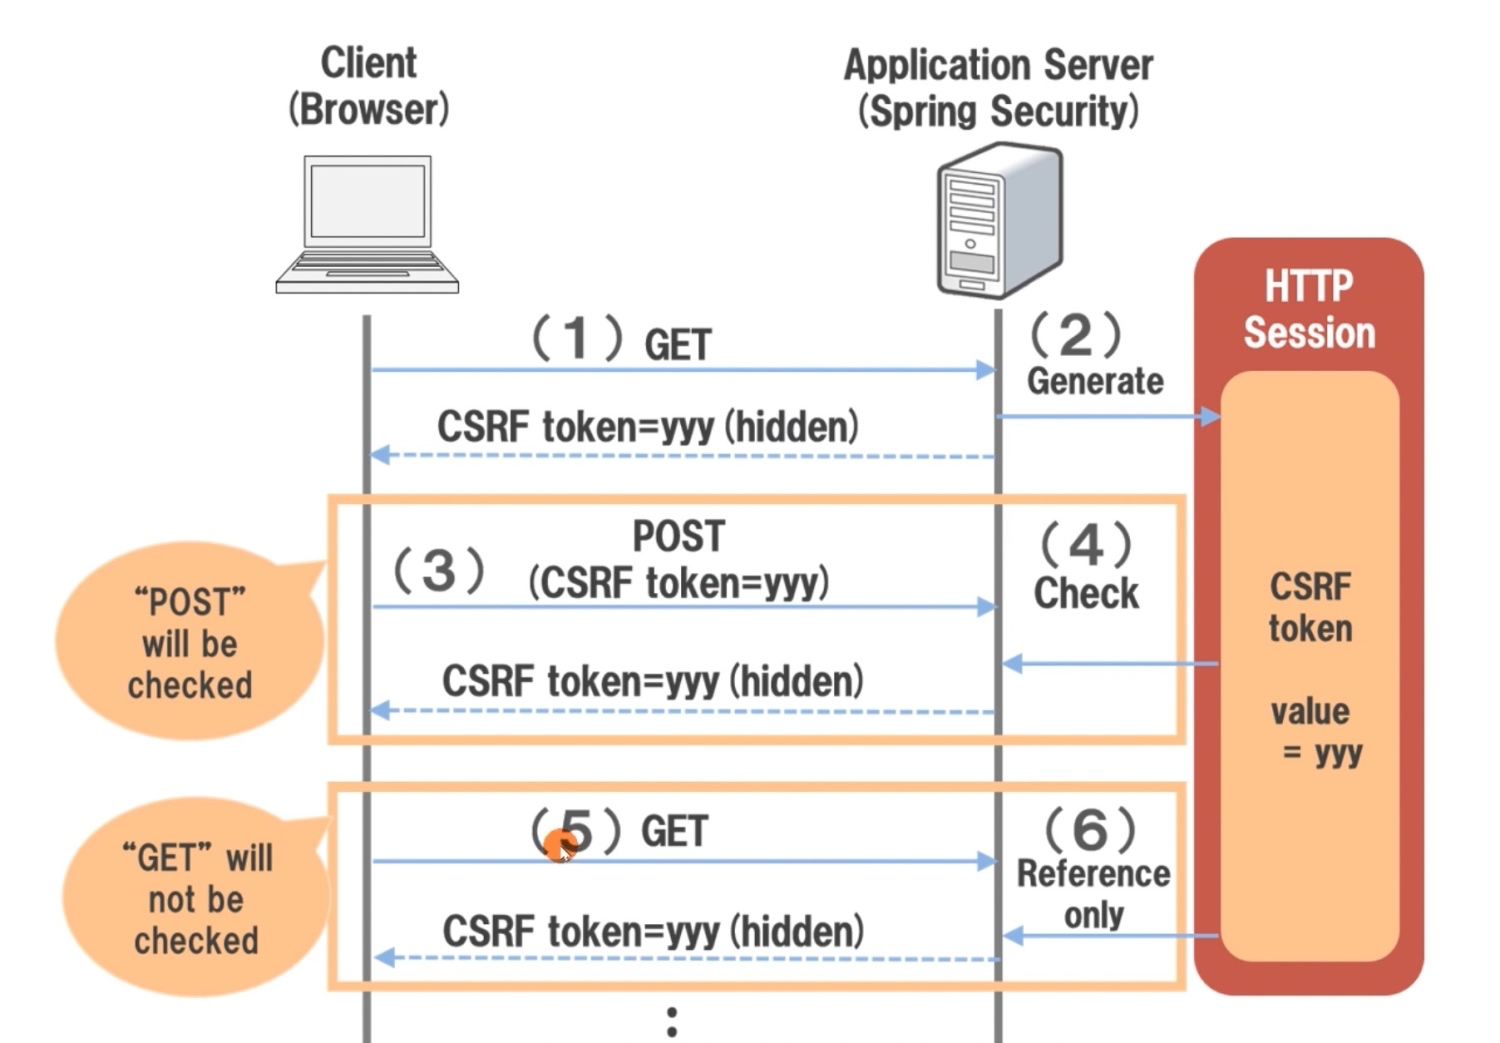 Client
(Browser)
Application Server
(Spring Security)
HTTP
Session
(1) GET
(2)
Generate
CSRF token=yyy (hidden)
POST
(3) (CSRF token=yyy)
(4)
Check
“POST”
will be
checked
CSRF token=yyy (hidden)
CSRF
token
value
= yyy
(5) GET
(6)
Reference
only
“GET” will
not be
checked
CSRF token=yyy (hidden)